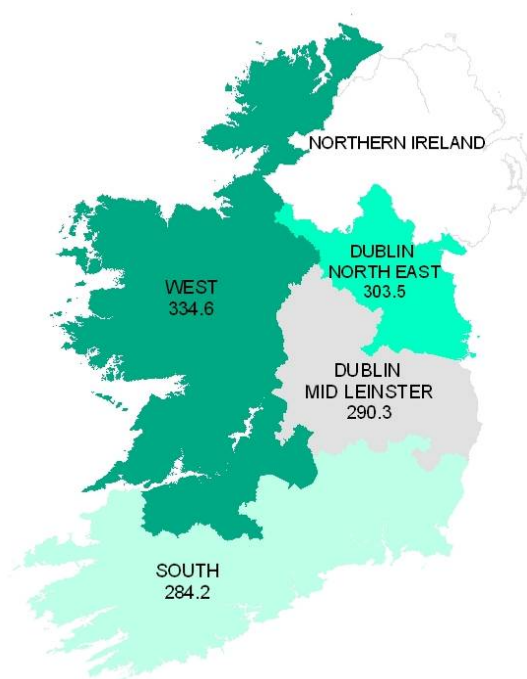 NORTHERN IRELAND
DUBLIN
NORTH EAST
303.5
WEST
334.6
DUBLIN
MID LEINSTER
290.3
SOUTH
284.2